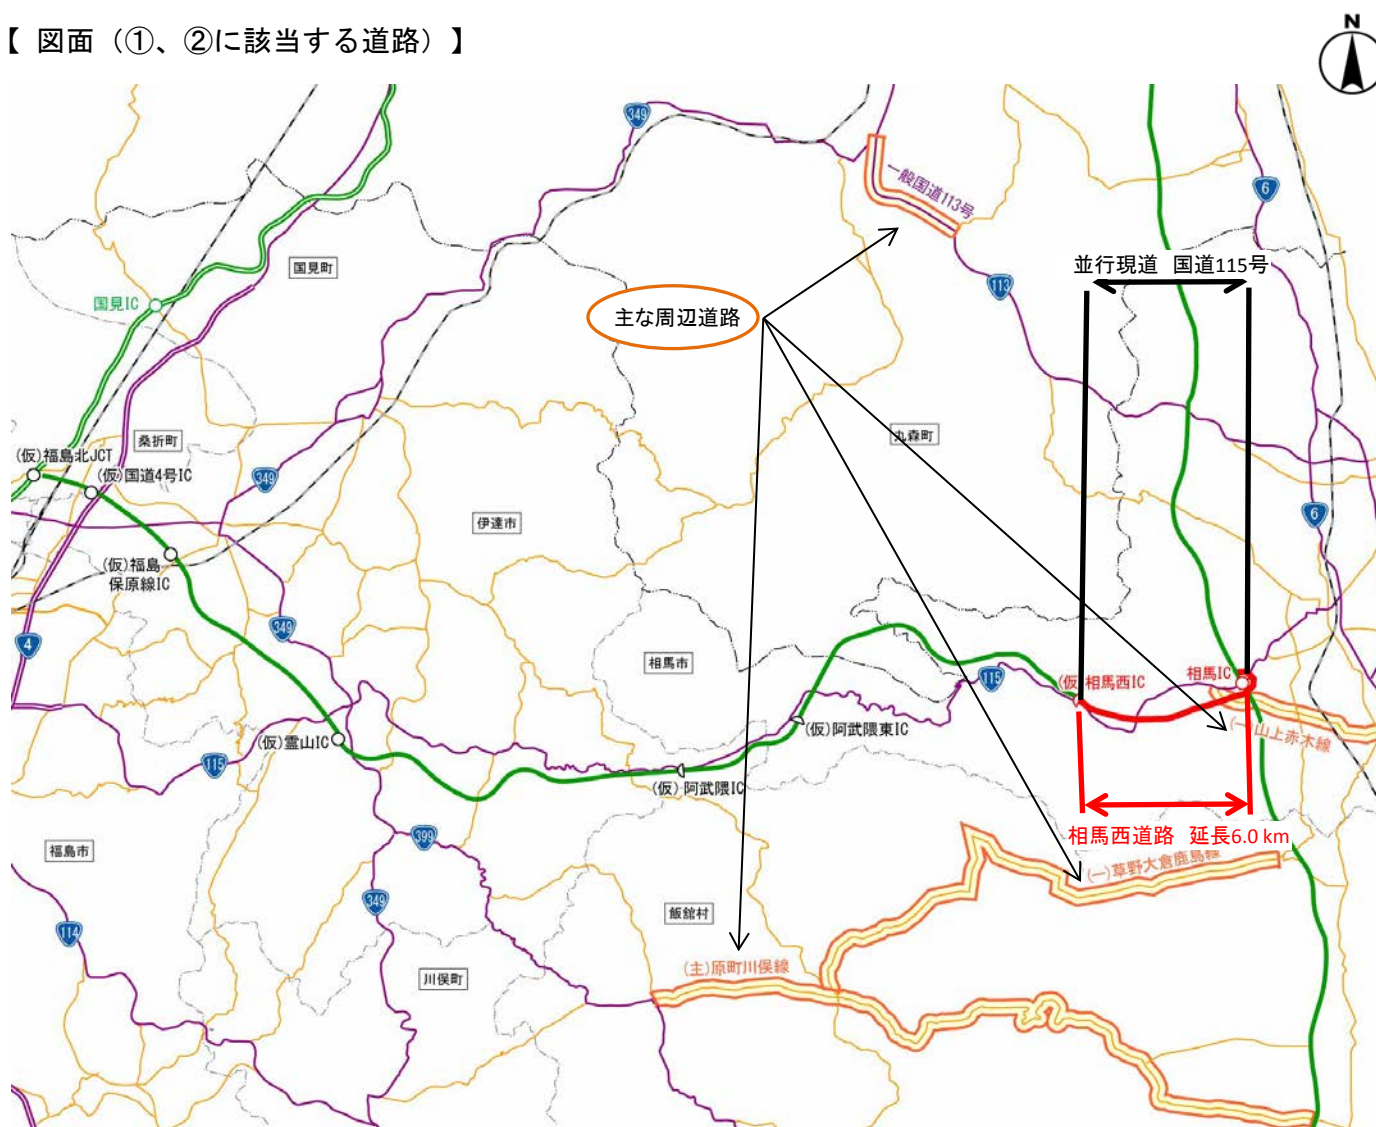 【 図面（①、②に該当する道路）】
N
349
一般国道113号
6
国見町
並行現道 国道115号
国見IC
113
主な周辺道路
桑折町
丸森町
(仮)福島北JCT
(仮)国道4号IC
349
伊達市
6
(仮)福島
保原線IC
349
4
相馬市
115
(仮)相馬西IC
相馬IC
(一)山上赤木線
(仮)阿武隈東IC
(仮)霊山IC
115
(仮)阿武隈IC
399
相馬西道路 延長6.0 km
福島市
(一)草野大倉鹿島線
349
飯舘村
114
川俣町
(主)原町川俣線